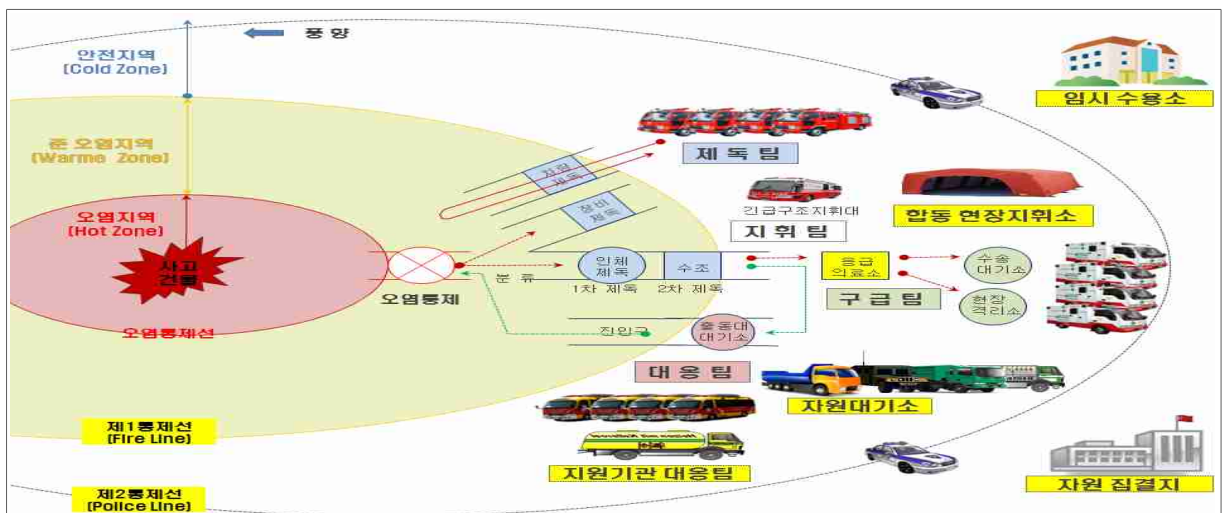 풍 향
안전지역
(Cold Zone)
준 오염지역
(Warme Zone)
오염지역
(Hot Zone)
사고
건물
오염통제선
오염통제
분 류
차량
제독
장비
제독
인체
제독
수조
1차 제독
2차 제독
진입구
출동대
대기소
대 응 팀
제 독 팀
긴급구조지휘대
지 휘 팀
응급
의료소
구 급 팀
수송
대기소
현장
격리소
임시 수용소
합동 현장지휘소
자원대기소
지원기관 대응팀
자원 집결지
제1통제선
(Fire Line)
제2통제선
(Police Line)